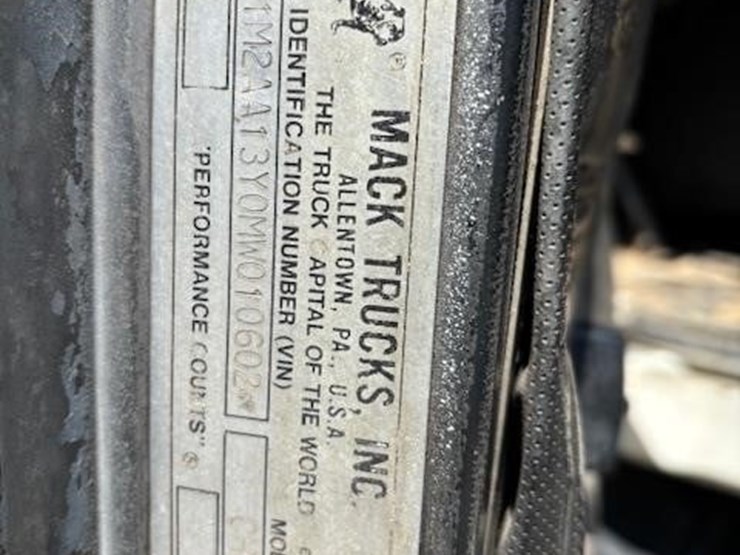 MACK TRUCKS, INC.
ALLENTOWN, PA., U.S.A.
THE TRUCK CAPITAL OF THE WORLD
IDENTIFICATION NUMBER (VIN)
1M2AA13Y0MW010602
"PERFORMANCE COUNTS" ®